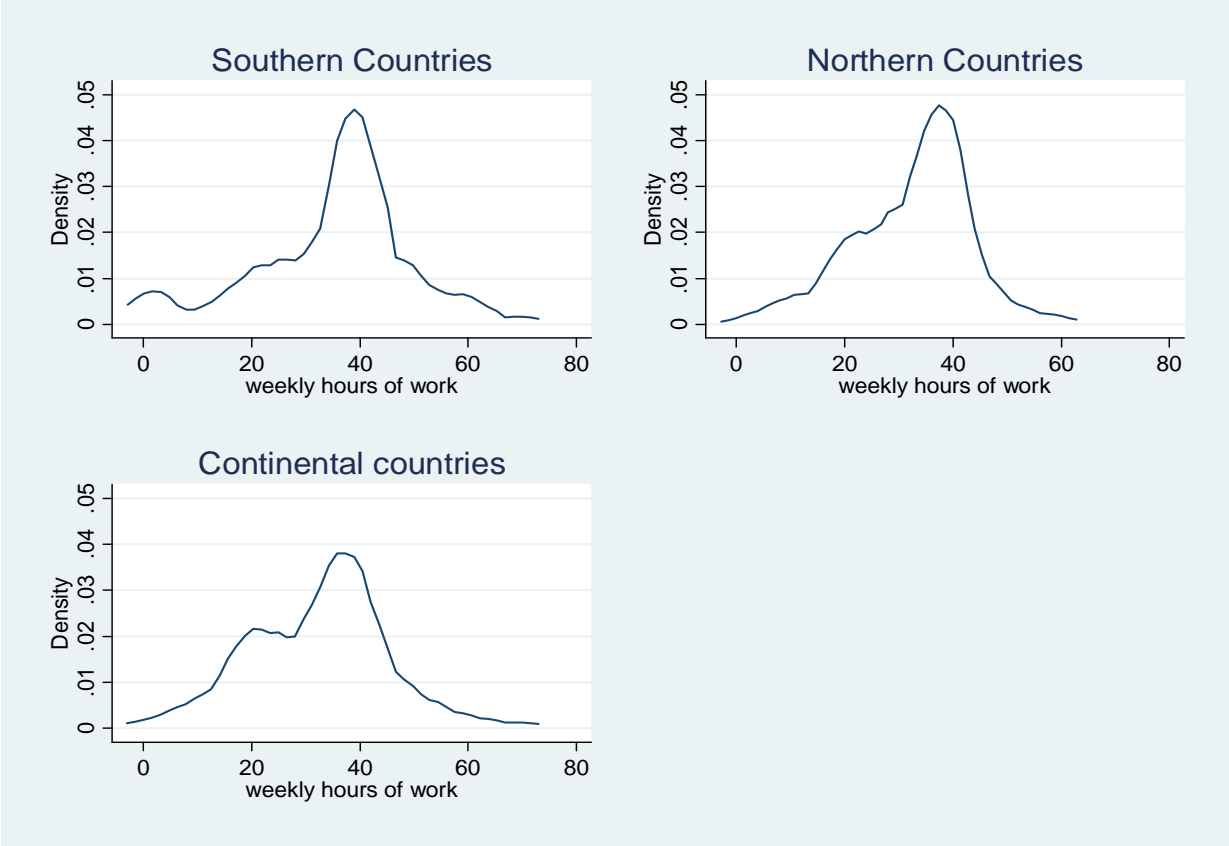 Southern Countries
Density
.05
.04
.03
.02
.01
0
0 20 40 60 80
weekly hours of work
Northern Countries
Density
.05
.04
.03
.02
.01
0
0 20 40 60 80
weekly hours of work
Continental countries
Density
.05
.04
.03
.02
.01
0
0 20 40 60 80
weekly hours of work